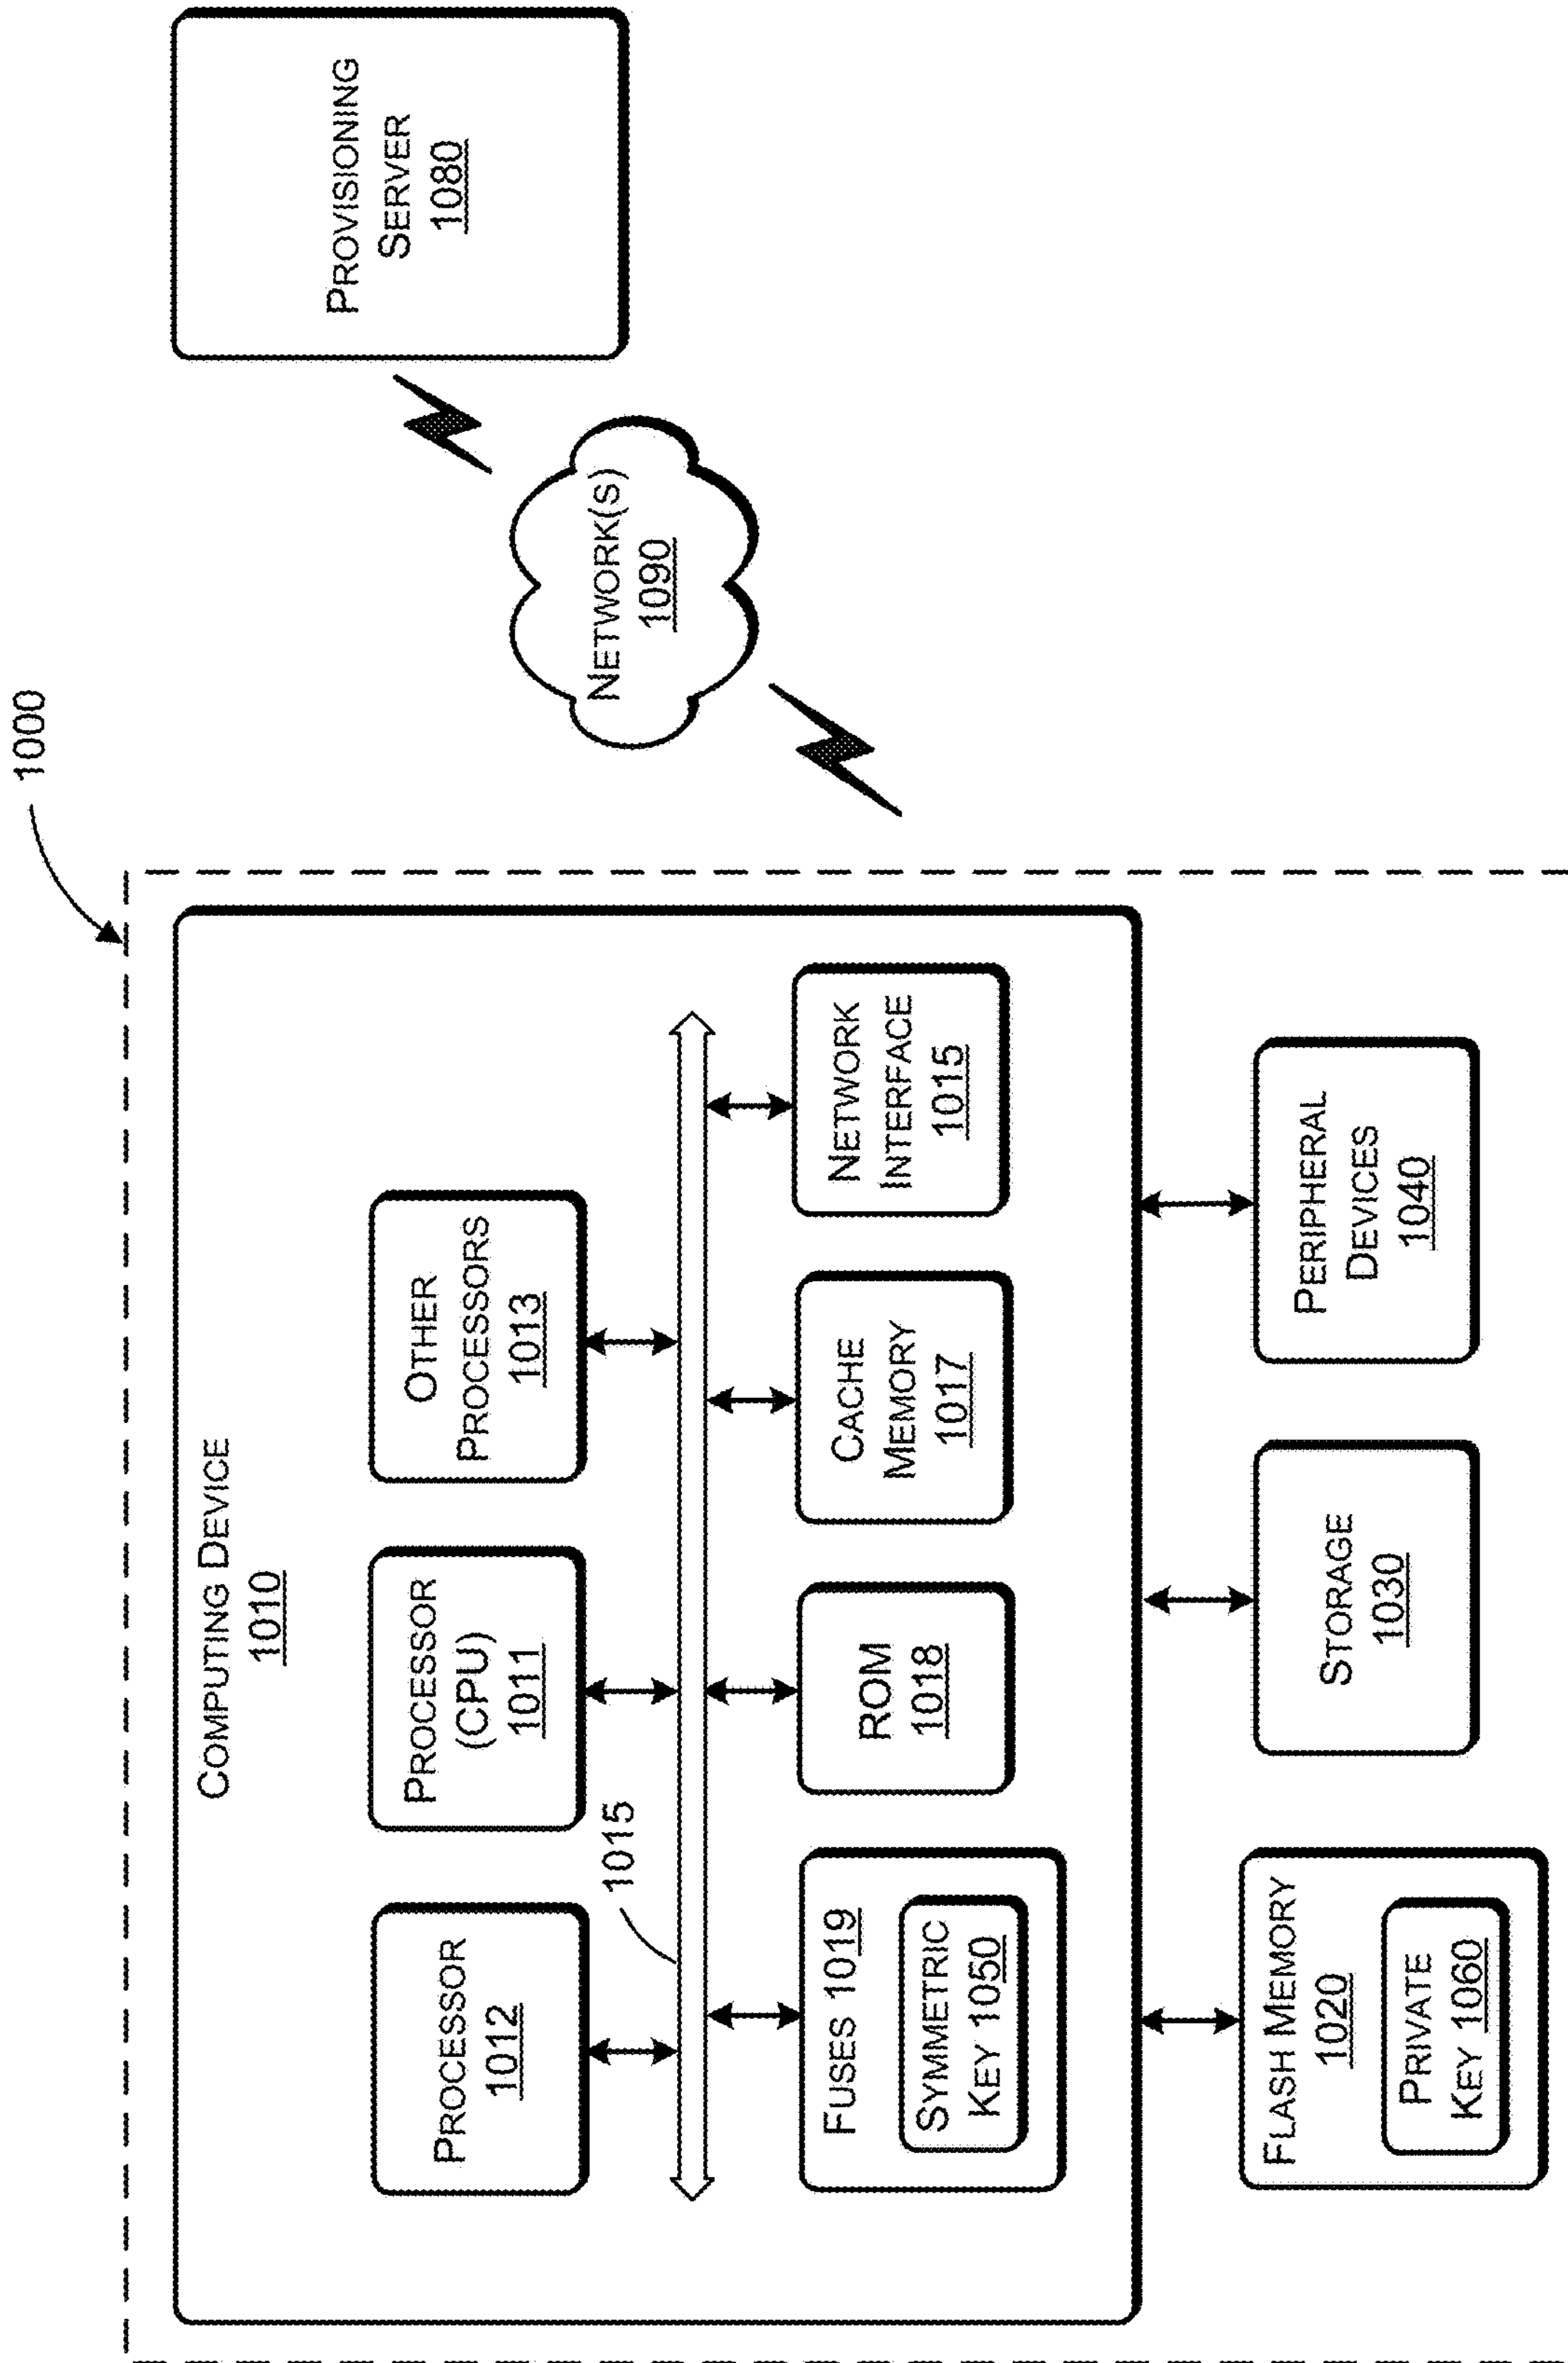 1000
COMPUTING DEVICE
1010
PROCESSOR
1012
PROCESSOR
(CPU)
1011
OTHER
PROCESSORS
1013
1015
FUSES 1019
SYMMETRIC
KEY 1050
ROM
1018
CACHE
MEMORY
1017
NETWORK
INTERFACE
1015
FLASH MEMORY
1020
PRIVATE
KEY 1060
STORAGE
1030
PERIPHERAL
DEVICES
1040
NETWORK(S)
1090
PROVISIONING
SERVER
1080